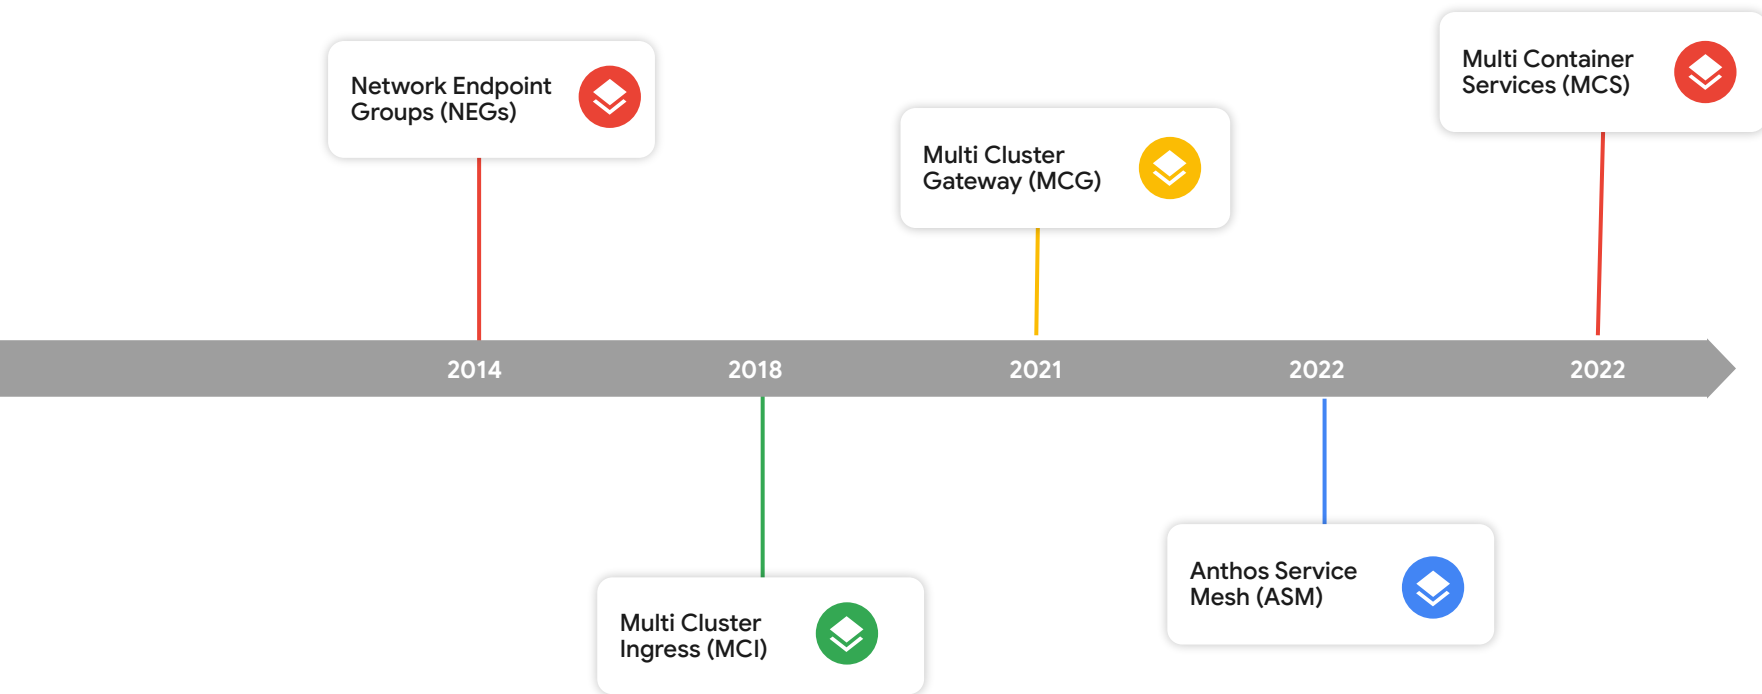 Network Endpoint
Groups (NEGs)
Multi Cluster
Gateway (MCG)
Multi Container
Services (MCS)
2014
2018
2021
2022
2022
Multi Cluster
Ingress (MCI)
Anthos Service
Mesh (ASM)